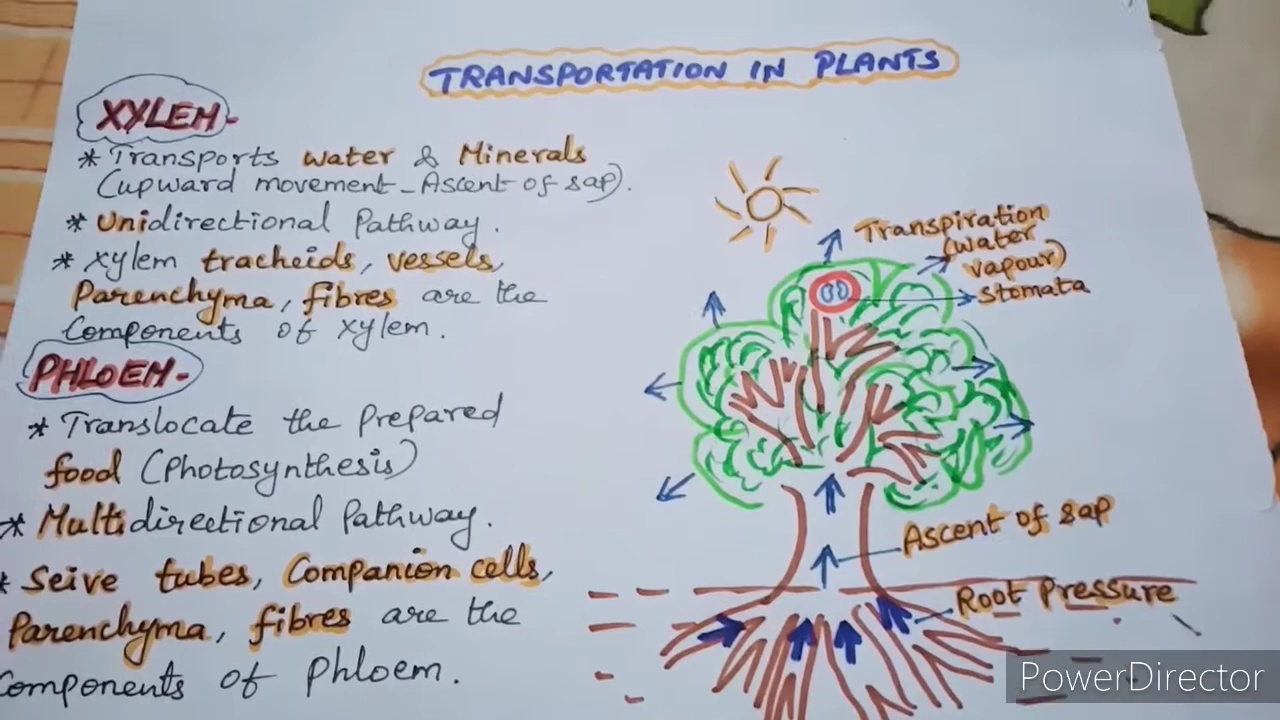 TRANSPORTATION IN PLANTS
XYLEM-
* Transports water & Minerals
(upward movement - Ascent of sap).
* Unidirectional Pathway.
* Xylem tracheids, vessels,
Parenchyma, fibres are the
Components of xylem.
PHLOEM-
* Translocate the prepared
food (Photosynthesis)
* Multidirectional Pathway.
* Seive tubes, Companion cells,
Parenchyma, fibres are the
Components of Phloem.
Transpiration
(water
vapour)
Stomata
Ascent of sap
Root Pressure
PowerDirector